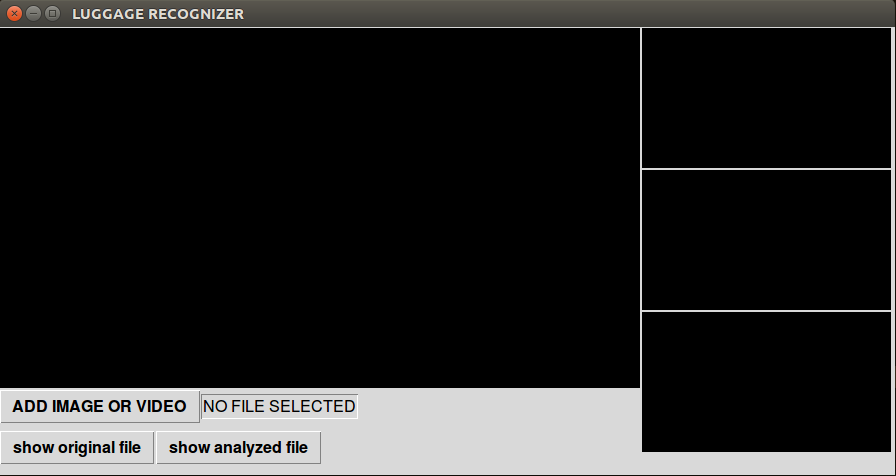 LUGGAGE RECOGNIZER
ADD IMAGE OR VIDEO NO FILE SELECTED
show original file show analyzed file